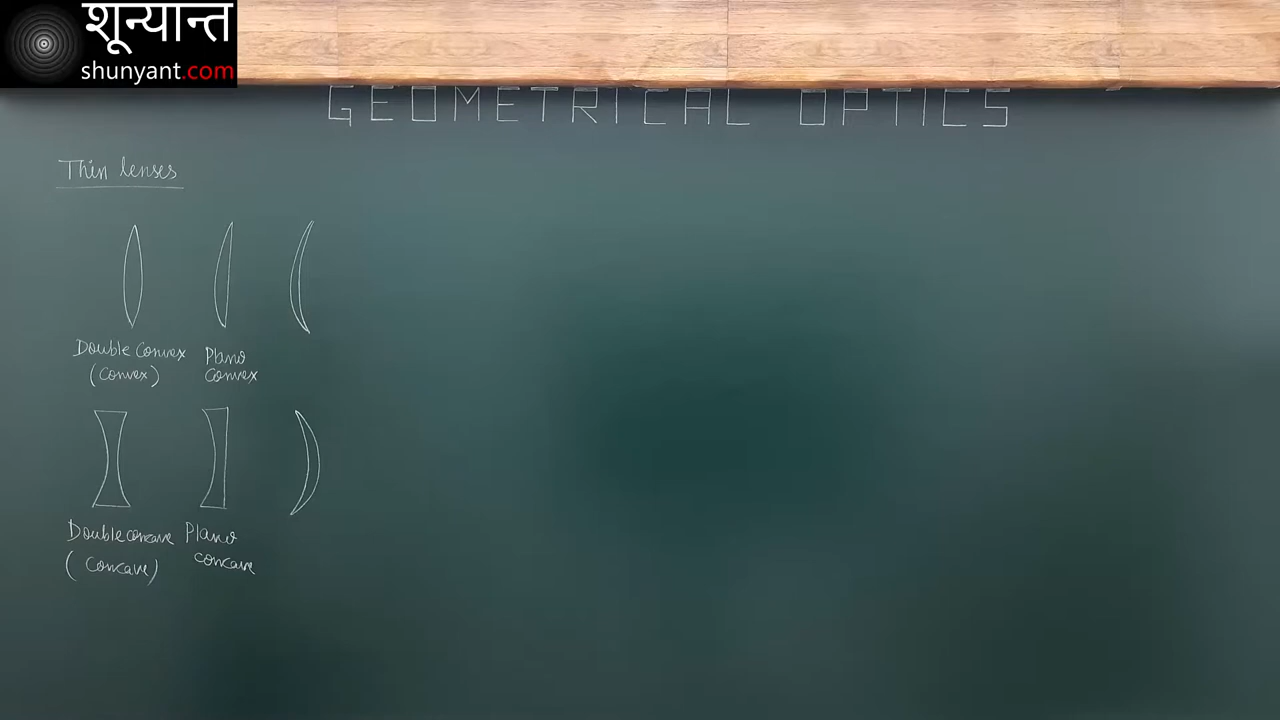 शून्यान्त
shunyant.com
GEOMETRICAL OPTICS
Thin lenses
Double Convex
(Convex)
Plano
Convex
Double concave
(Concave)
Plano
concave